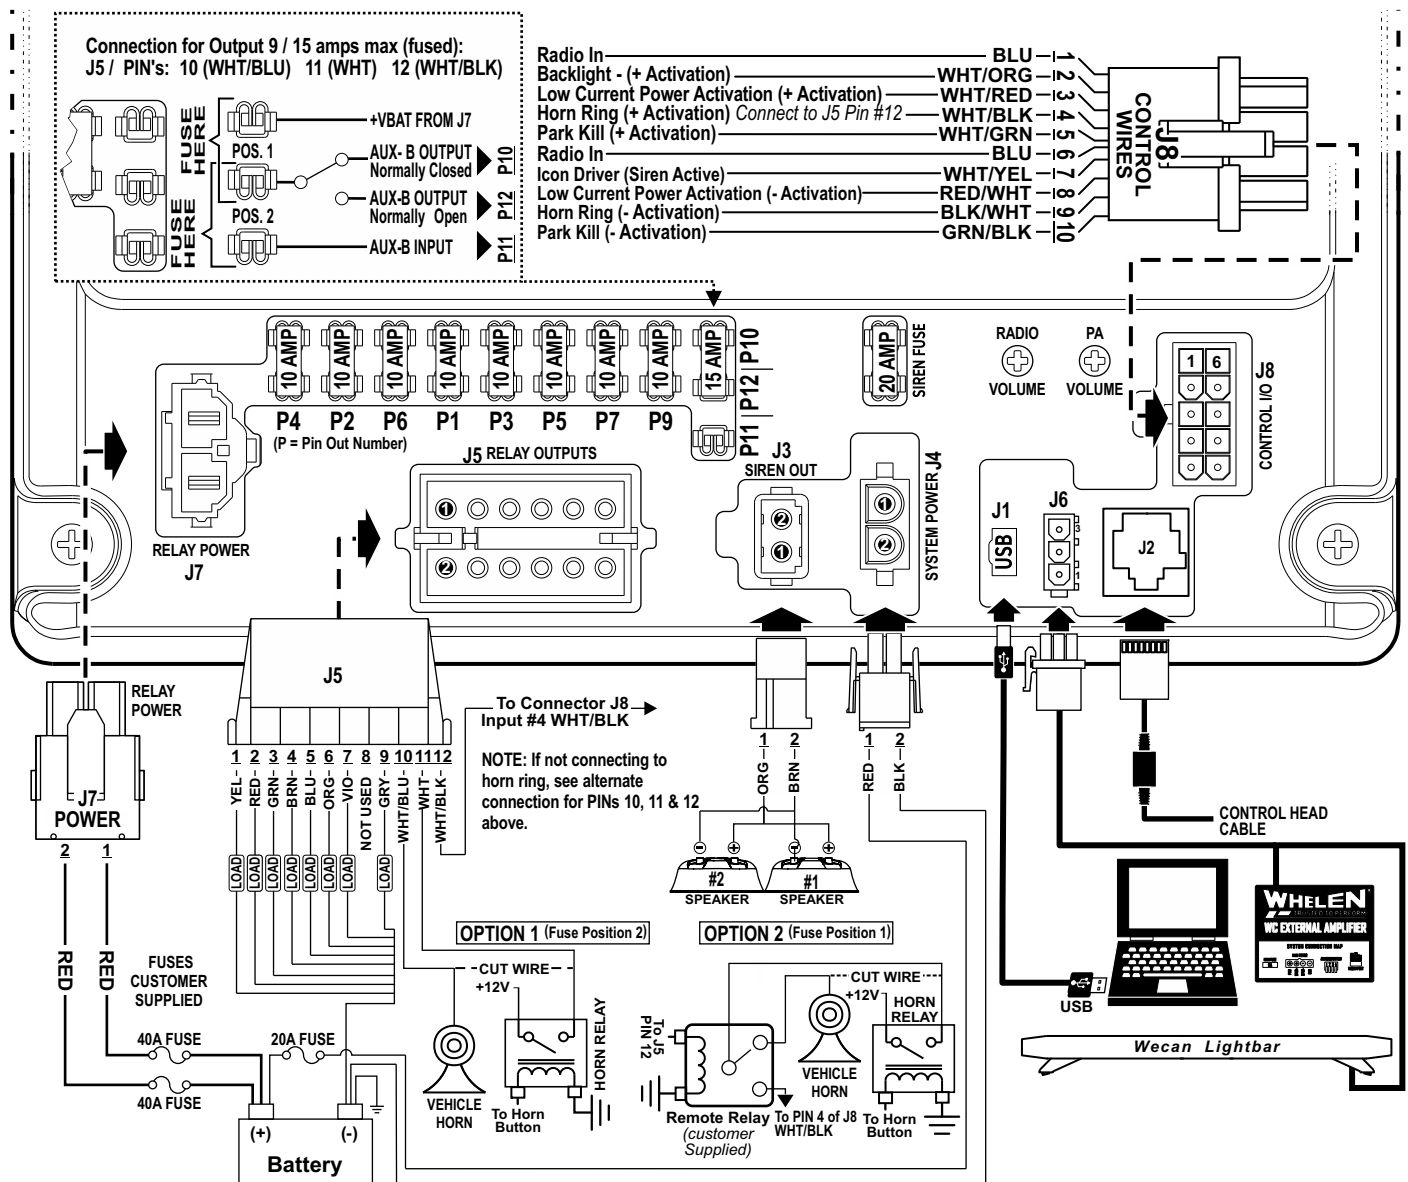 Connection for Output 9 / 15 amps max (fused):
J5 / PIN's: 10 (WHT/BLU) 11 (WHT) 12 (WHT/BLK)
FUSE HERE
FUSE HERE
POS. 1
POS. 2
+VBAT FROM J7
AUX- B OUTPUT
Normally Closed
P10
AUX-B OUTPUT
Normally Open
P12
AUX-B INPUT
P11
Radio In BLU 1
Backlight - (+ Activation) WHT/ORG 2
Low Current Power Activation (+ Activation) WHT/RED 3
Horn Ring (+ Activation) Connect to J5 Pin #12 WHT/BLK 4
Park Kill (+ Activation) WHT/GRN 5
Radio In BLU 6
Icon Driver (Siren Active) WHT/YEL 7
Low Current Power Activation (- Activation) RED/WHT 8
Horn Ring (- Activation) BLK/WHT 9
Park Kill (- Activation) GRN/BLK 10
J8
CONTROL
WIRES
10 AMP 10 AMP 10 AMP 10 AMP 10 AMP 10 AMP 10 AMP 10 AMP 15 AMP
P10
P12
P11
P4 P2 P6 P1 P3 P5 P7 P9
(P = Pin Out Number)
20 AMP
SIREN FUSE
RADIO
VOLUME
PA
VOLUME
1 6
J8
CONTROL I/O
RELAY POWER
J7
J5 RELAY OUTPUTS
1
2
J3
SIREN OUT
2
1
SYSTEM POWER J4
1
2
J1
USB
J6
3
1
J2
RELAY
POWER
J7
POWER
2 1
RED
RED
J5
1 2 3 4 5 6 7 8 9 10 11 12
YEL
RED
GRN
BRN
BLU
ORG
VIO
NOT USED
GRY
WHT/BLU
WHT
WHT/BLK
LOAD LOAD LOAD LOAD LOAD LOAD LOAD LOAD
To Connector J8
Input #4 WHT/BLK
NOTE: If not connecting to
horn ring, see alternate
connection for PINs 10, 11 & 12
above.
1 2
ORG
BRN
1 2
RED
BLK
- + - +
#2
SPEAKER
#1
SPEAKER
CONTROL HEAD
CABLE
WHELEN
TRUSTED TO PERFORM
WC EXTERNAL AMPLIFIER
SYSTEM CONNECTION MAP
USB
Wecan Lightbar
FUSES
CUSTOMER
SUPPLIED
40A FUSE
40A FUSE
20A FUSE
(+) (-)
Battery
OPTION 1 (Fuse Position 2)
CUT WIRE
+12V
HORN RELAY
VEHICLE
HORN
To Horn
Button
OPTION 2 (Fuse Position 1)
To J5
PIN 12
CUT WIRE
+12V
HORN
RELAY
VEHICLE
HORN
Remote Relay
(customer
Supplied)
To PIN 4 of J8
WHT/BLK
To Horn
Button